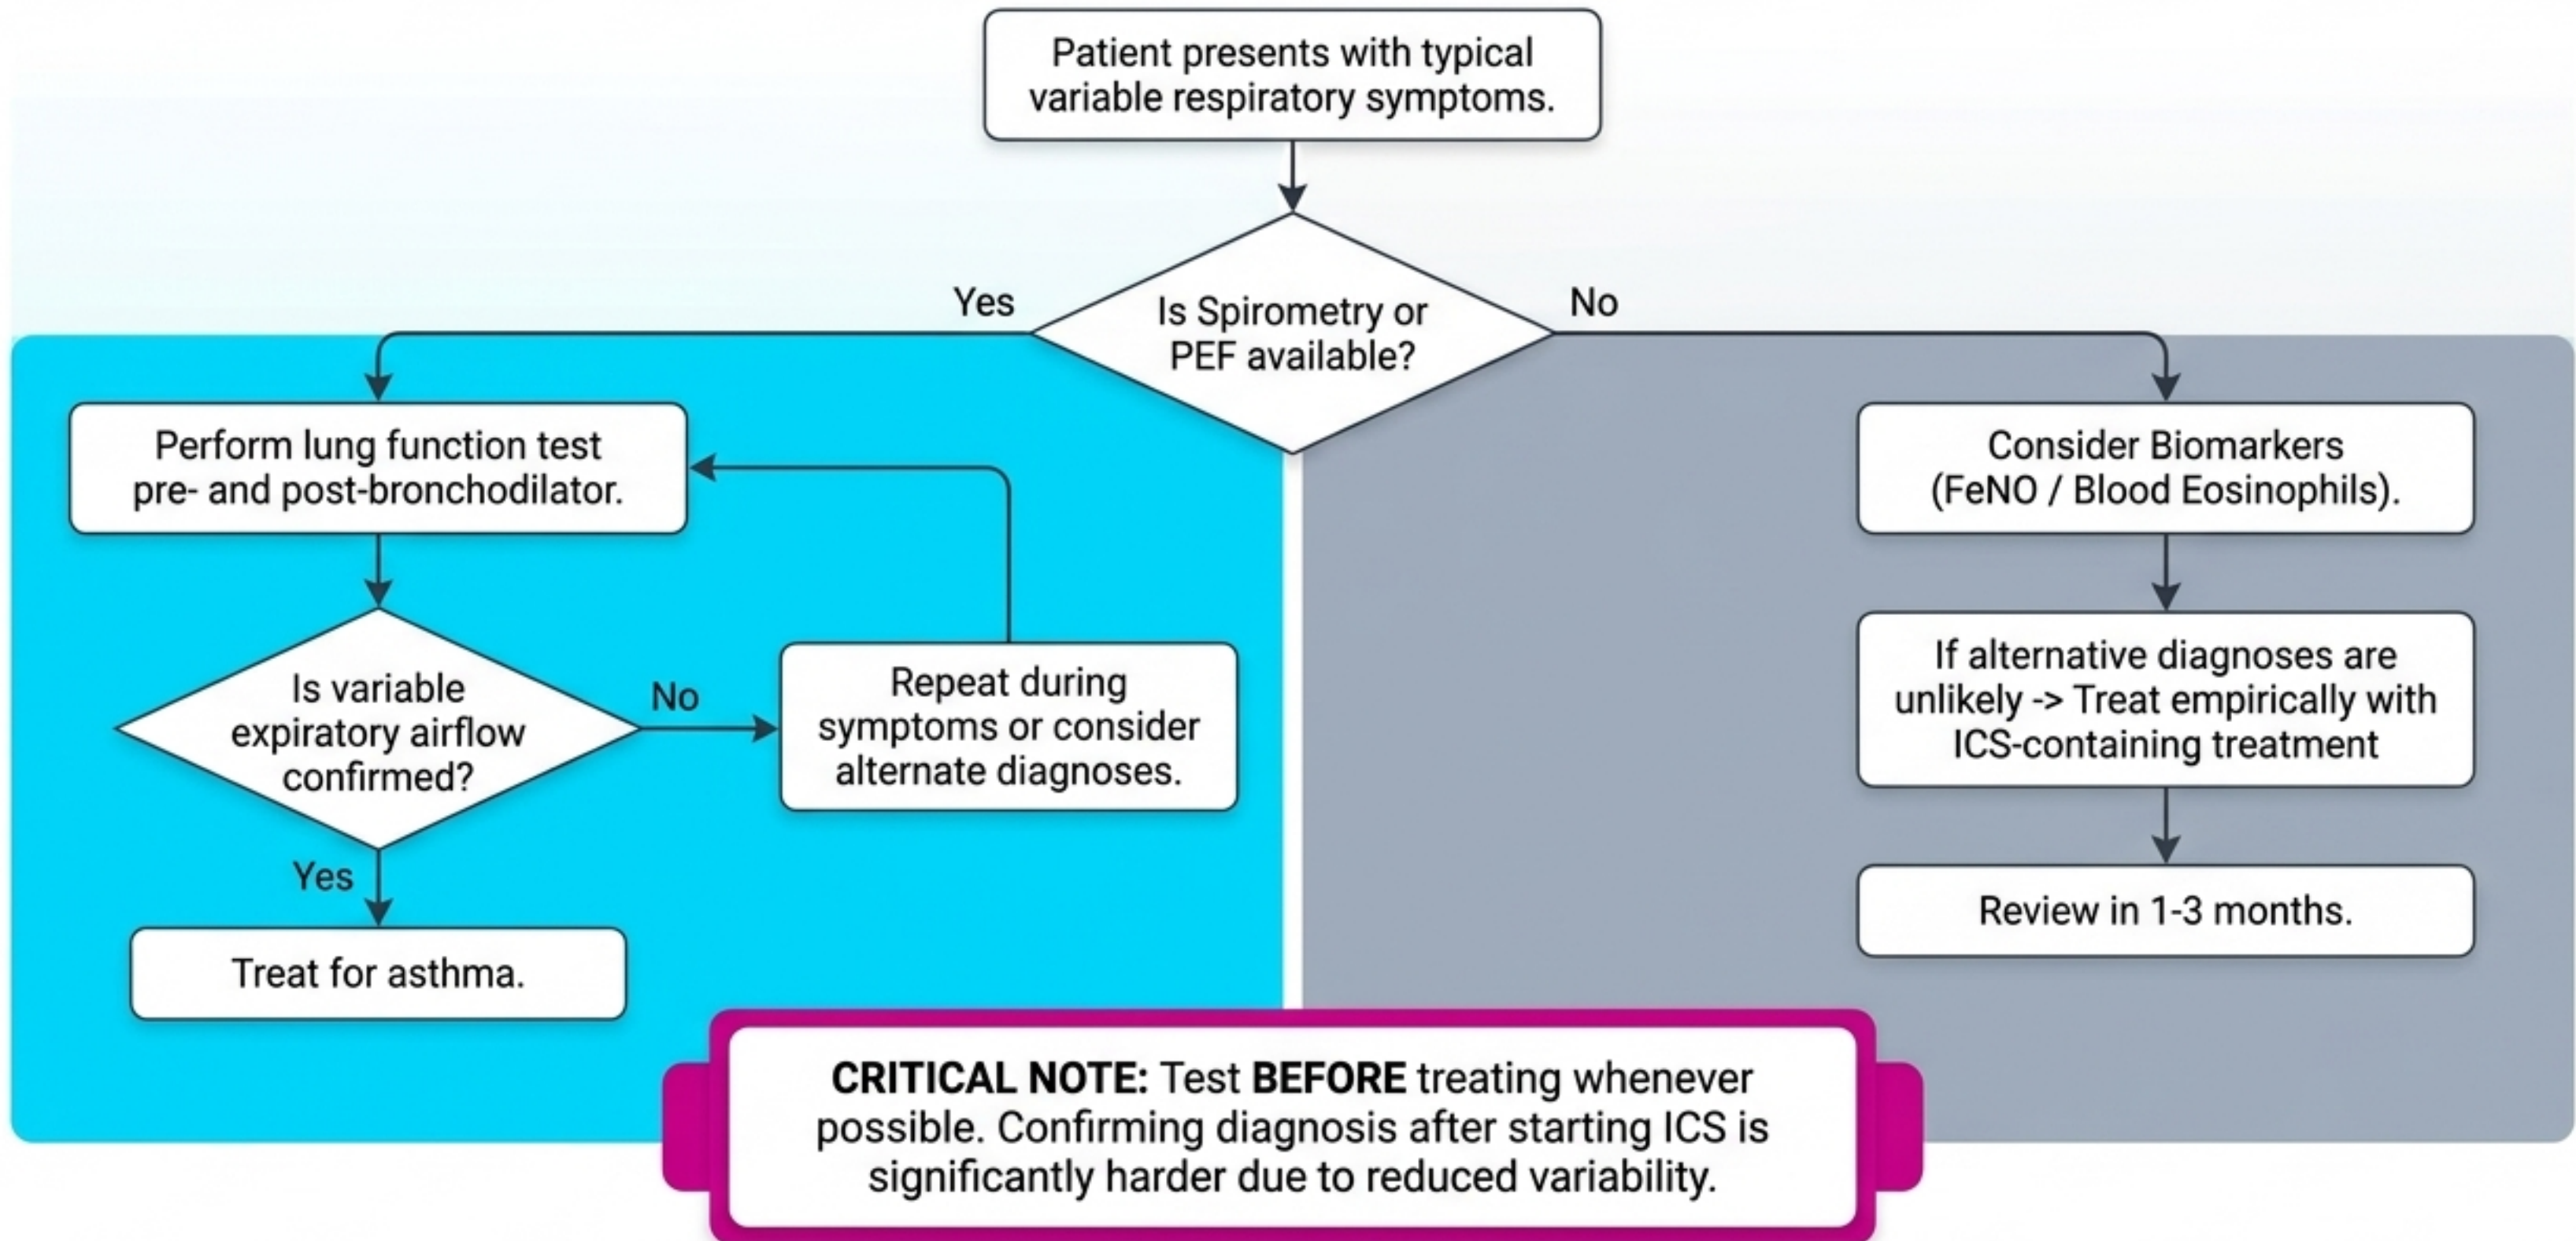 Patient presents with typical
variable respiratory symptoms.
Is Spirometry or
PEF available?
Yes
No
Perform lung function test
pre- and post-bronchodilator.
Is variable
expiratory airflow
confirmed?
No
Repeat during
symptoms or consider
alternate diagnoses.
Yes
Treat for asthma.
Consider Biomarkers
(FeNO / Blood Eosinophils).
If alternative diagnoses are
unlikely -> Treat empirically with
ICS-containing treatment
Review in 1-3 months.
CRITICAL NOTE: Test BEFORE treating whenever
possible. Confirming diagnosis after starting ICS is
significantly harder due to reduced variability.